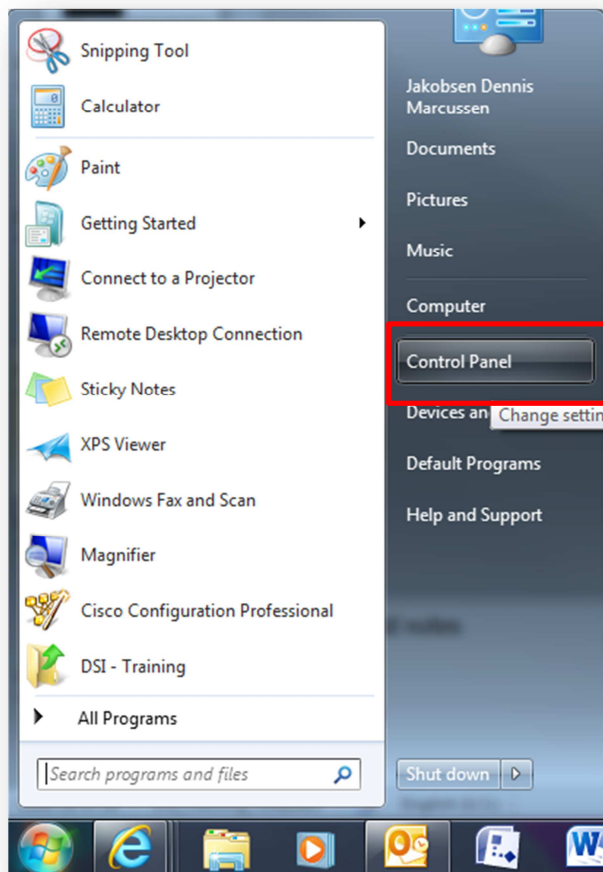 Snipping Tool
Calculator
Paint
Getting Started
Connect to a Projector
Remote Desktop Connection
Sticky Notes
XPS Viewer
Windows Fax and Scan
Magnifier
Cisco Configuration Professional
DSI - Training
All Programs
Search programs and files
Jakobsen Dennis
Marcussen
Documents
Pictures
Music
Computer
Control Panel
Devices an
Change settin
Default Programs
Help and Support
Shut down
W